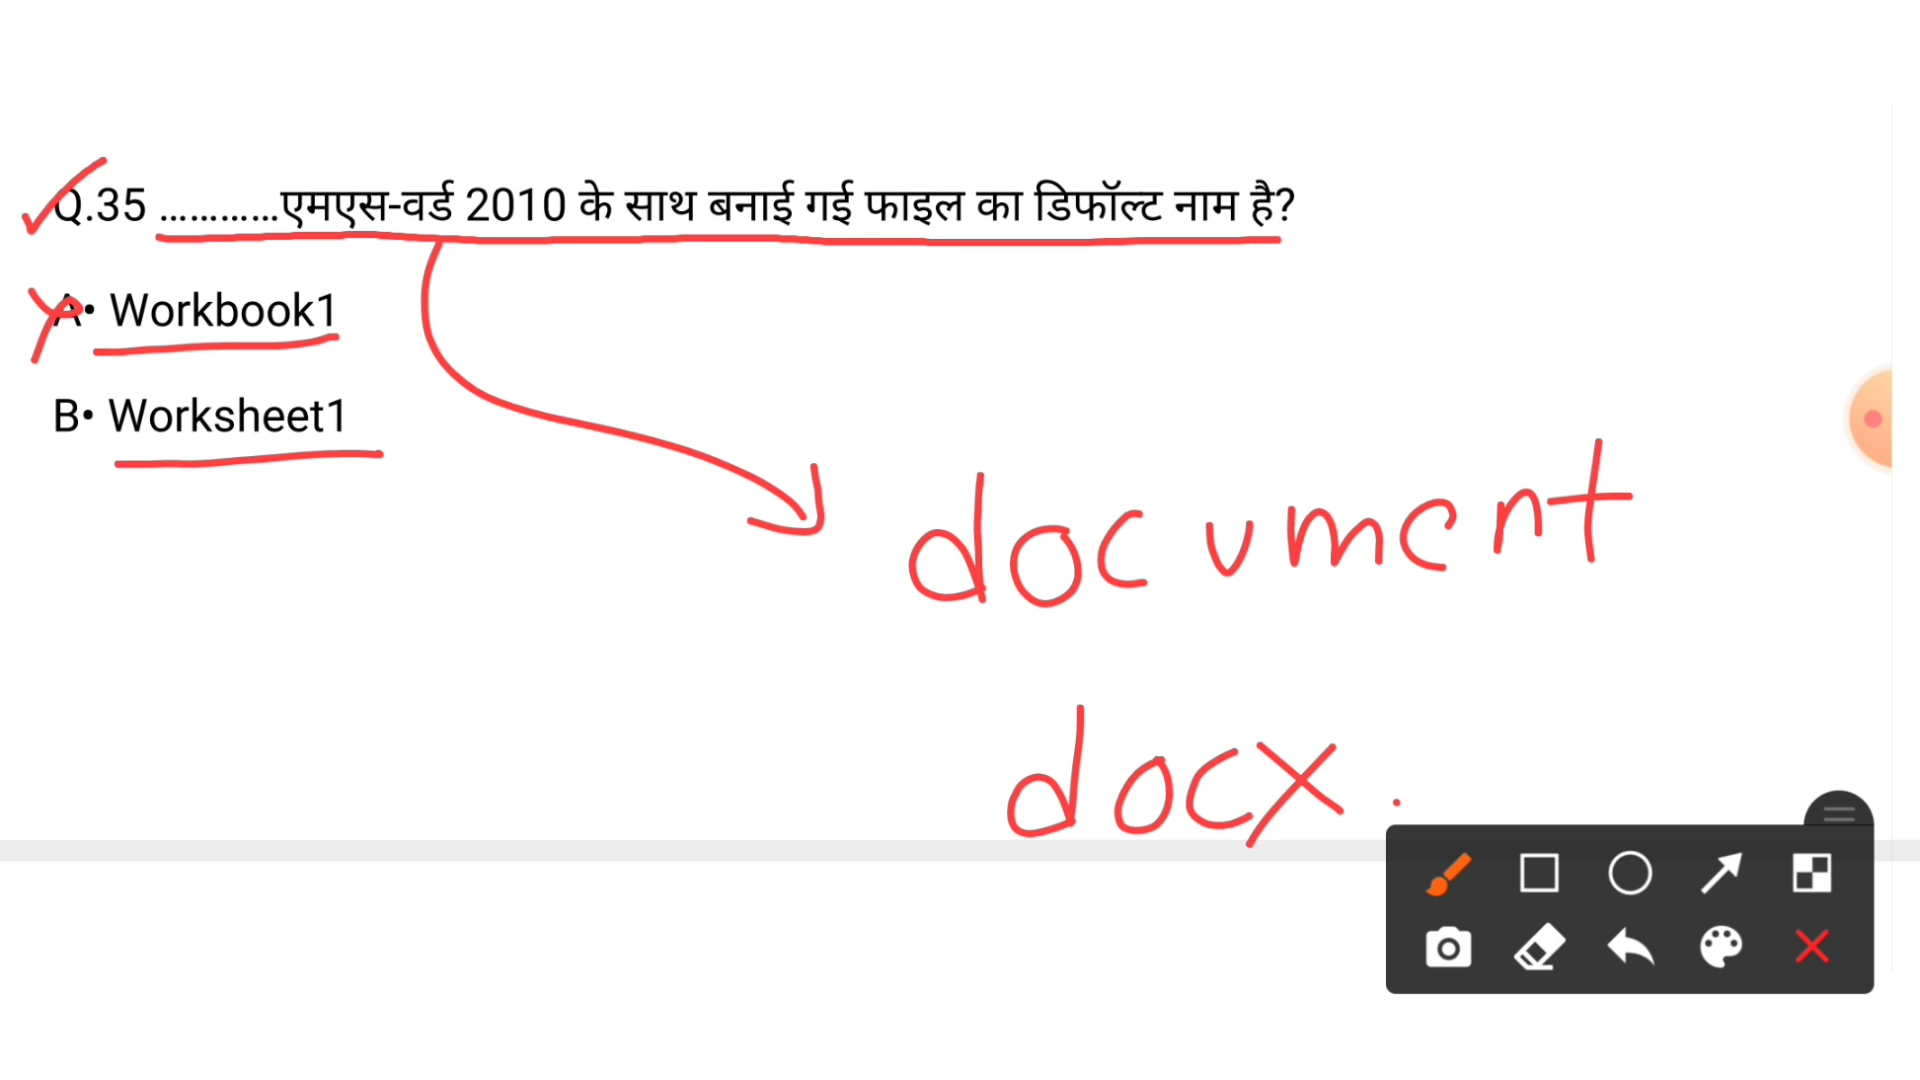 Q.35 ............एमएस-वर्ड 2010 के साथ बनाई गई फाइल का डिफॉल्ट नाम है?
A• Workbook1
B• Worksheet1
document
docx.